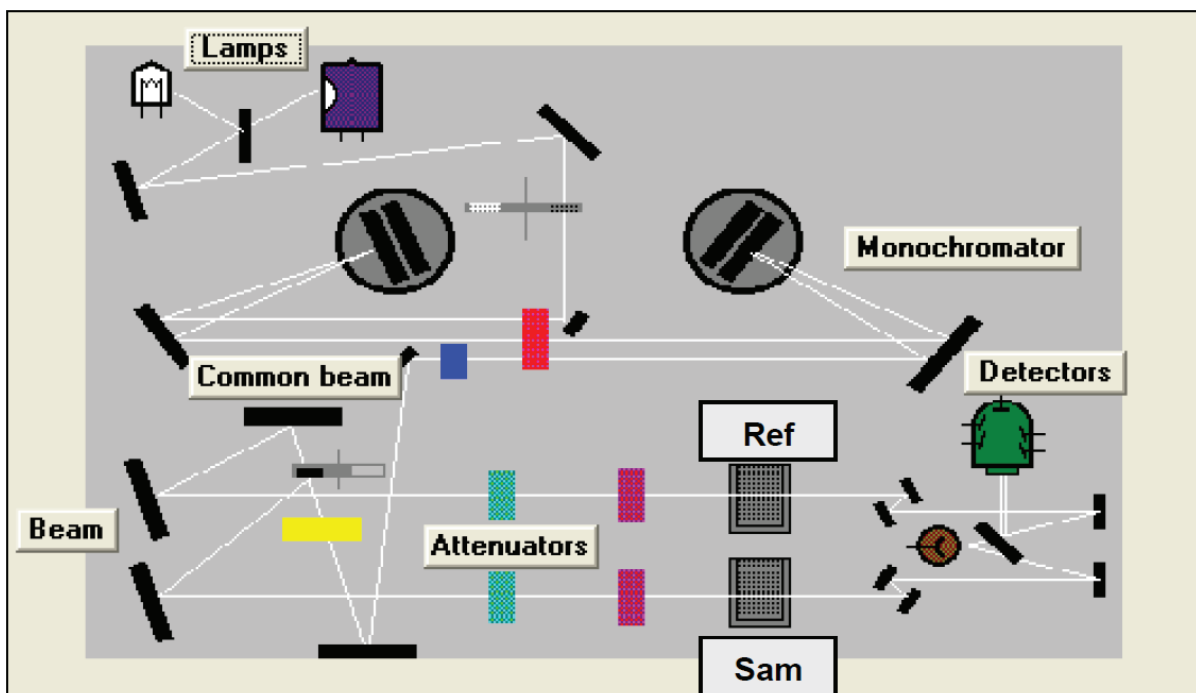 Lamps
Monochromator
Common beam
Detectors
Ref
Beam
Attenuators
Sam